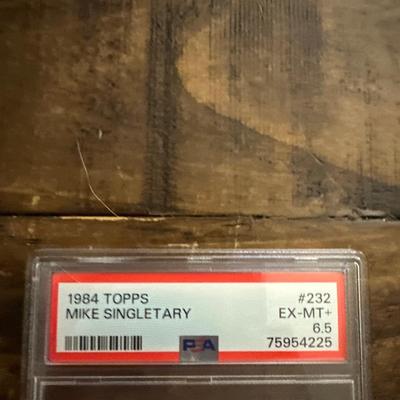 1984 TOPPS #232
MIKE SINGLETARY EX-MT+
6.5
PSA 75954225